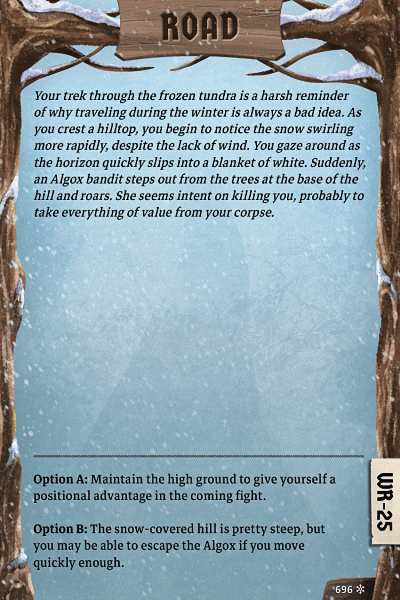 ROAD
Your trek through the frozen tundra is a harsh reminder
of why traveling during the winter is always a bad idea. As
you crest a hilltop, you begin to notice the snow swirling
more rapidly, despite the lack of wind. You gaze around as
the horizon quickly slips into a blanket of white. Suddenly,
an Algox bandit steps out from the trees at the base of the
hill and roars. She seems intent on killing you, probably to
take everything of value from your corpse.
Option A: Maintain the high ground to give yourself a
positional advantage in the coming fight.
Option B: The snow-covered hill is pretty steep, but
you may be able to escape the Algox if you move
quickly enough.
WR-25
696